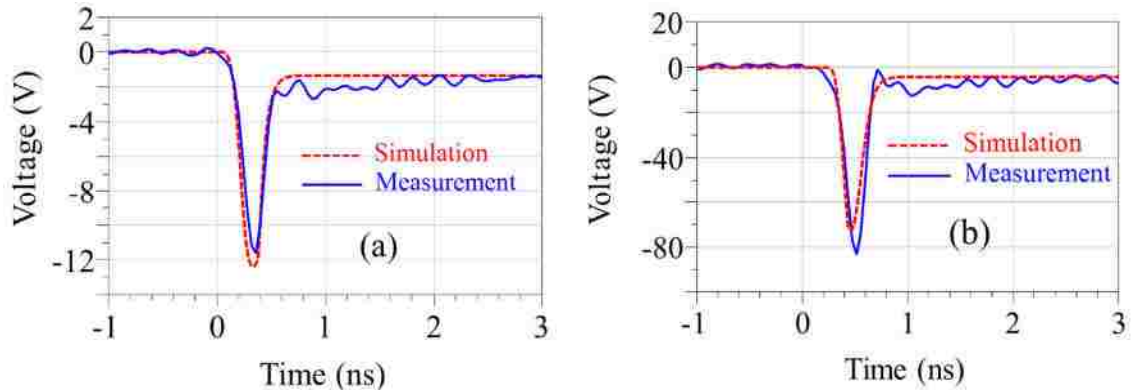 2
0
-4
-8
-12
Voltage (V)
Simulation
Measurement
(a)
-1
0
1
2
3
Time (ns)
20
0
-40
-80
Voltage (V)
Simulation
Measurement
(b)
-1
0
1
2
3
Time (ns)